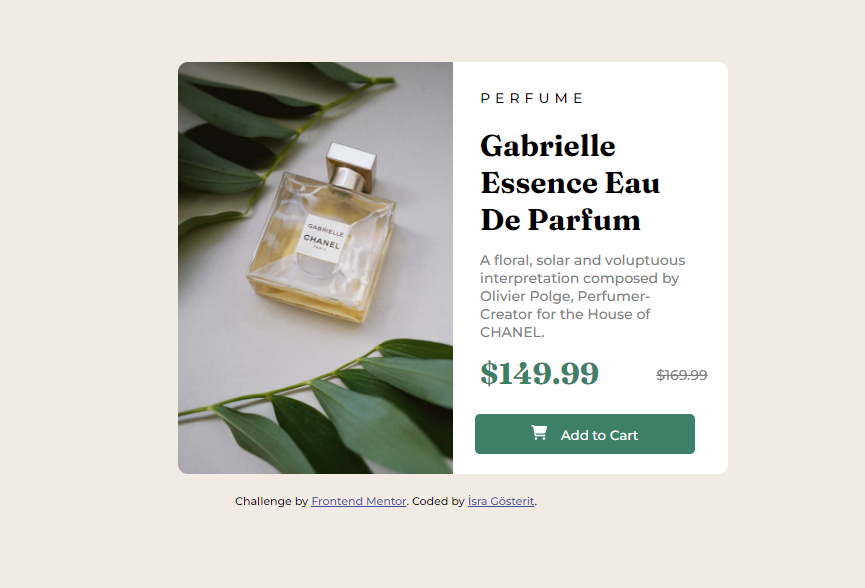 GABRIELLE
CHANEL
PARIS
PERFUME
Gabrielle
Essence Eau
De Parfum
A floral, solar and voluptuous
interpretation composed by
Olivier Polge, Perfumer-
Creator for the House of
CHANEL.
$149.99 $169.99
Add to Cart
Challenge by Frontend Mentor. Coded by İsra Gösterit.